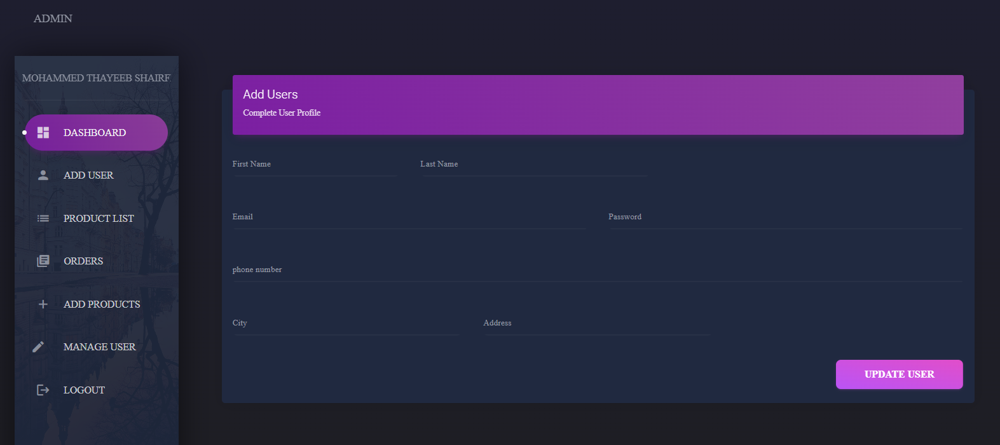 ADMIN
MOHAMMED THAYEEB SHAIRF
DASHBOARD
ADD USER
PRODUCT LIST
ORDERS
ADD PRODUCTS
MANAGE USER
LOGOUT
Add Users
Complete User Profile
First Name
Last Name
Email
Password
phone number
City
Address
UPDATE USER